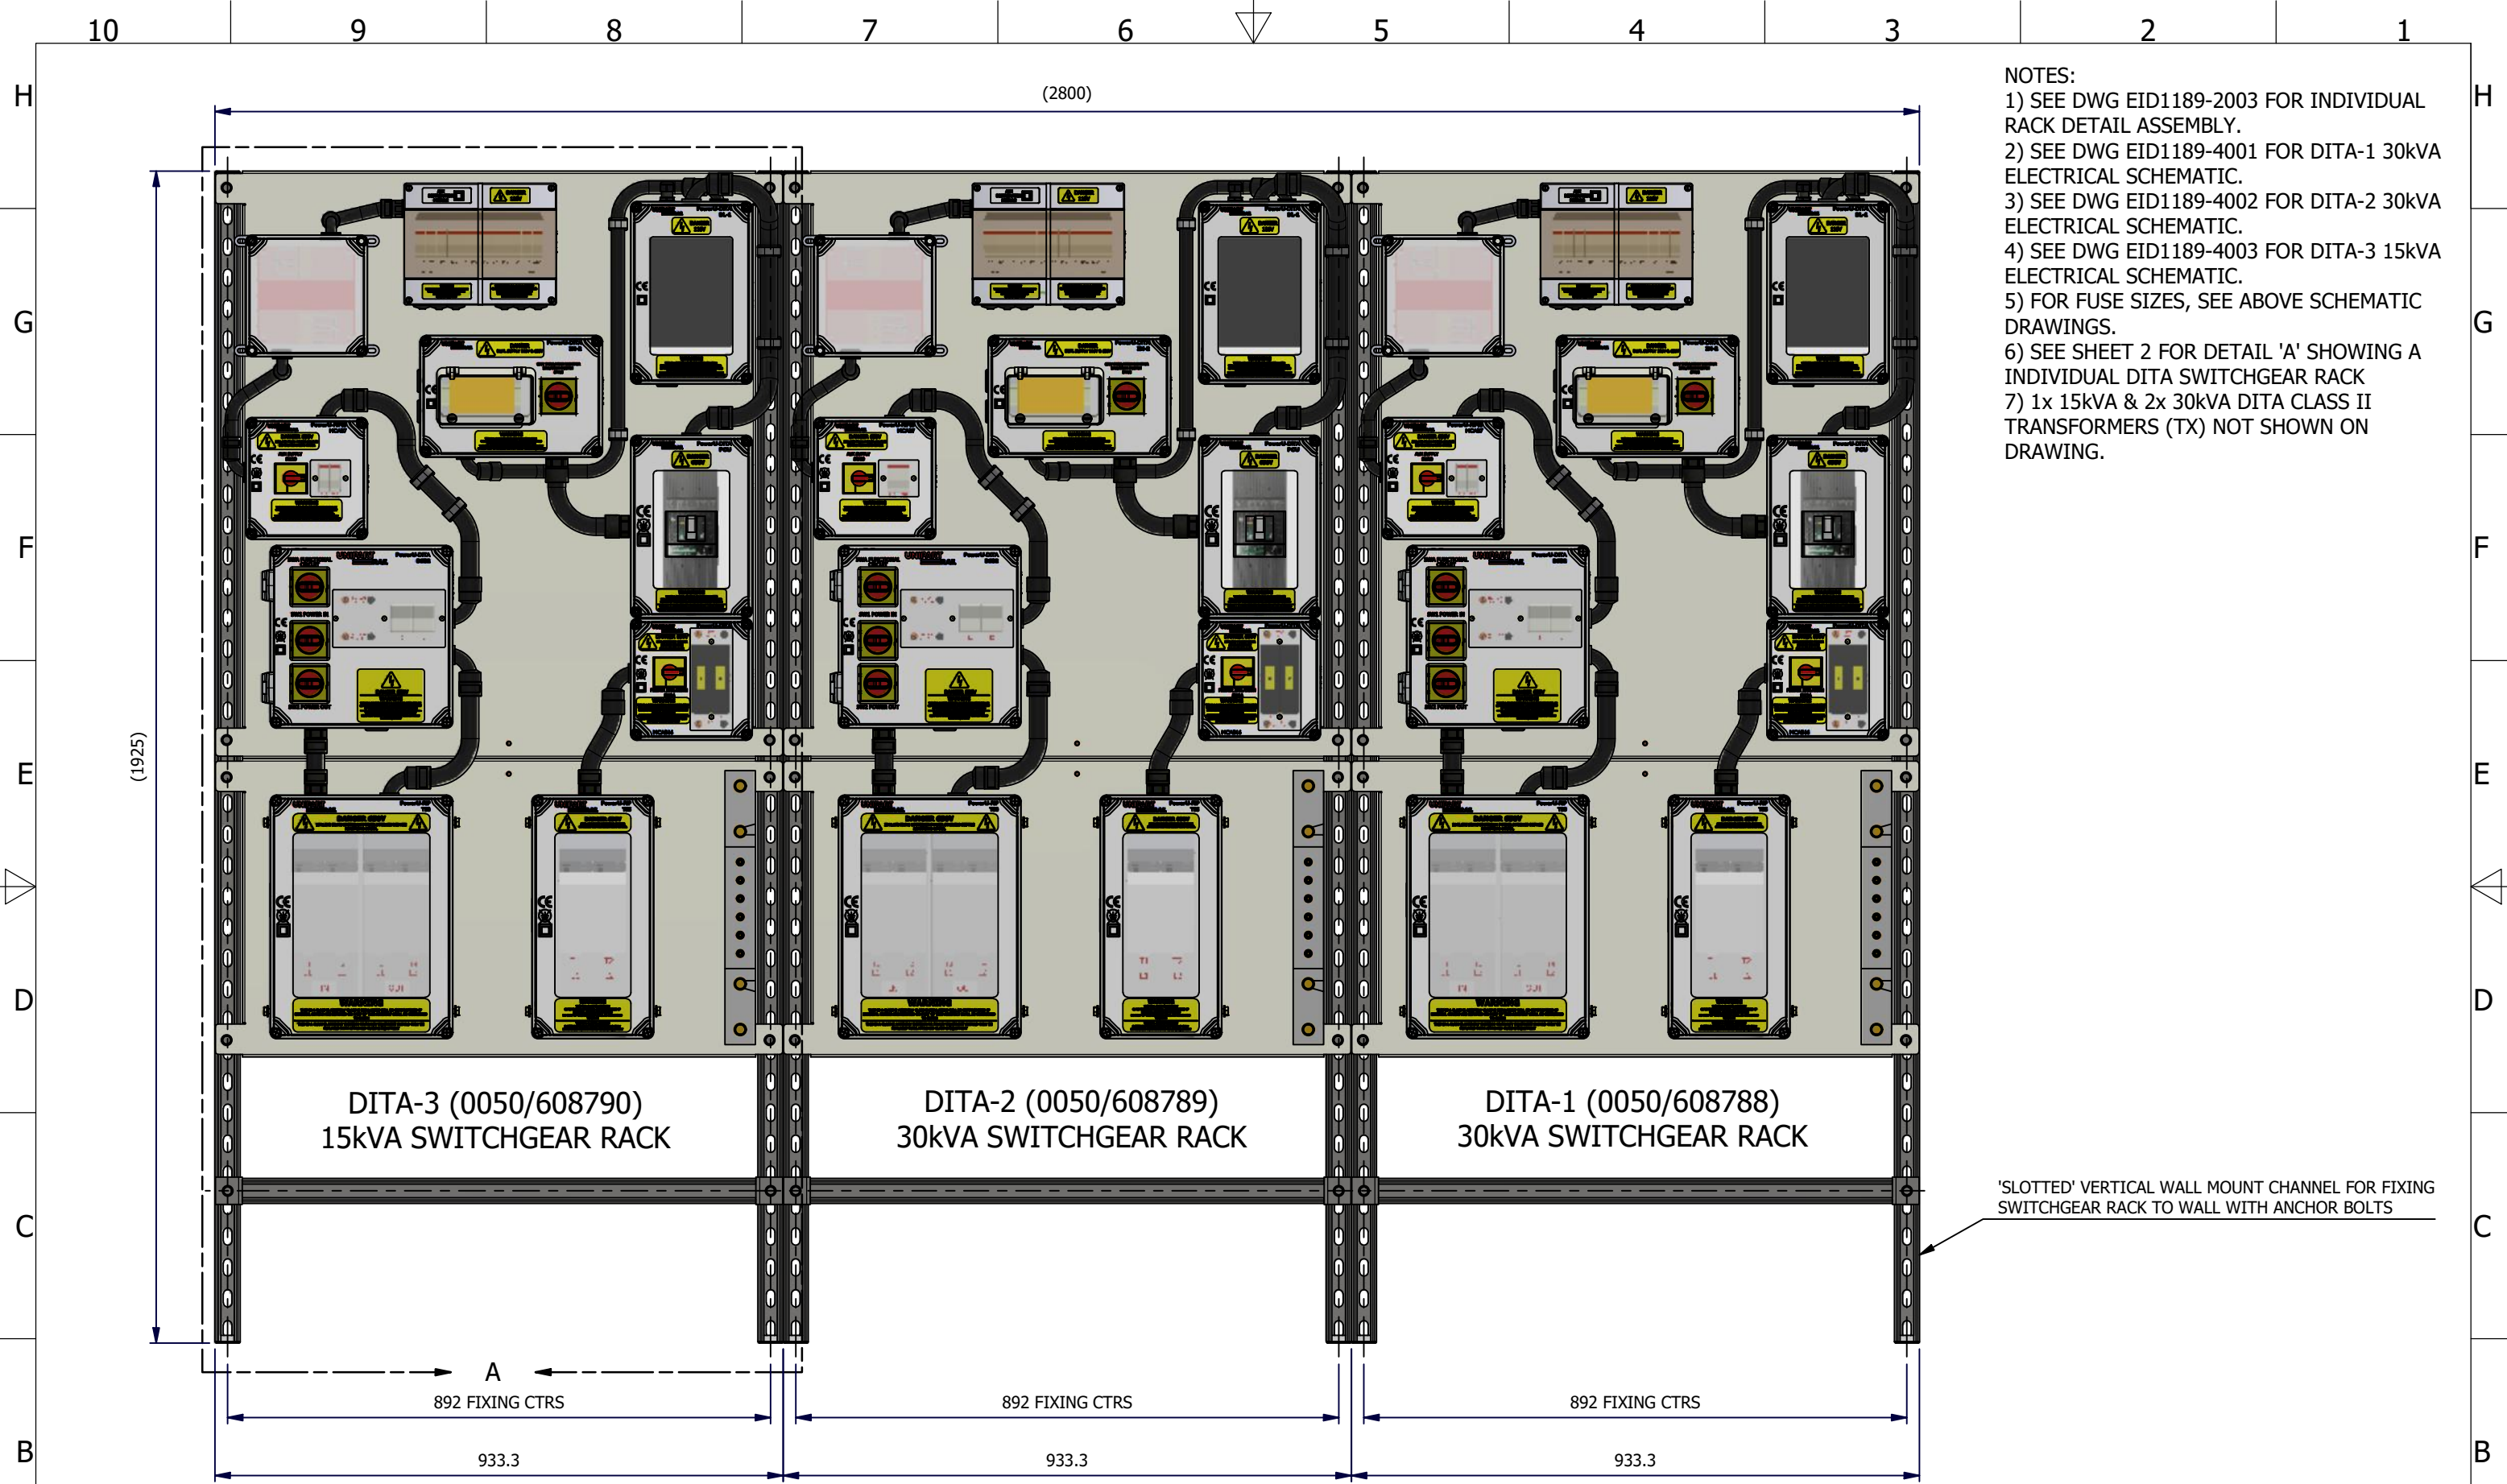 10 9 8 7 6 5 4 3 2 1
H H
G G
F F
E E
D D
C C
B B
(2800)
(1925)
NOTES:
1) SEE DWG EID1189-2003 FOR INDIVIDUAL
RACK DETAIL ASSEMBLY.
2) SEE DWG EID1189-4001 FOR DITA-1 30kVA
ELECTRICAL SCHEMATIC.
3) SEE DWG EID1189-4002 FOR DITA-2 30kVA
ELECTRICAL SCHEMATIC.
4) SEE DWG EID1189-4003 FOR DITA-3 15kVA
ELECTRICAL SCHEMATIC.
5) FOR FUSE SIZES, SEE ABOVE SCHEMATIC
DRAWINGS.
6) SEE SHEET 2 FOR DETAIL 'A' SHOWING A
INDIVIDUAL DITA SWITCHGEAR RACK
7) 1x 15kVA & 2x 30kVA DITA CLASS II
TRANSFORMERS (TX) NOT SHOWN ON
DRAWING.
DITA-3 (0050/608790)
15kVA SWITCHGEAR RACK
DITA-2 (0050/608789)
30kVA SWITCHGEAR RACK
DITA-1 (0050/608788)
30kVA SWITCHGEAR RACK
'SLOTTED' VERTICAL WALL MOUNT CHANNEL FOR FIXING
SWITCHGEAR RACK TO WALL WITH ANCHOR BOLTS
A
892 FIXING CTRS 892 FIXING CTRS 892 FIXING CTRS
933.3 933.3 933.3